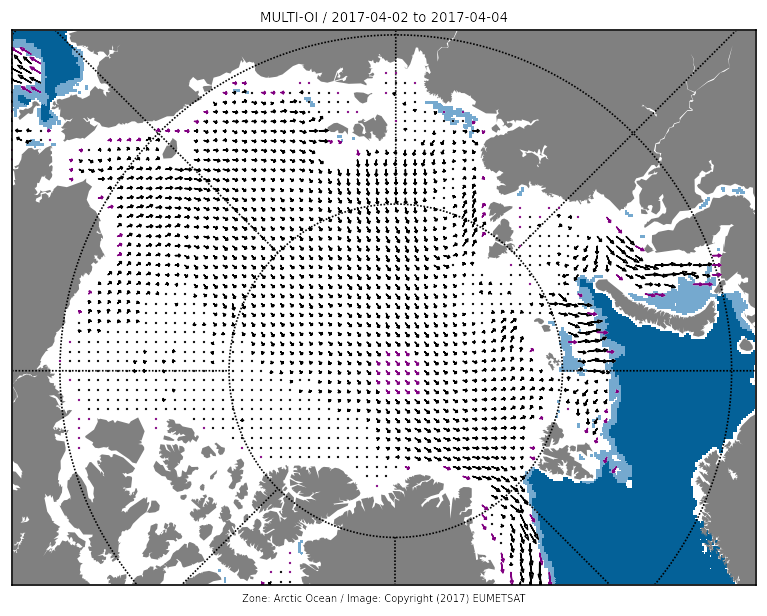 MULTI-OI / 2017-04-02 to 2017-04-04
Zone: Arctic Ocean / Image: Copyright (2017) EUMETSAT